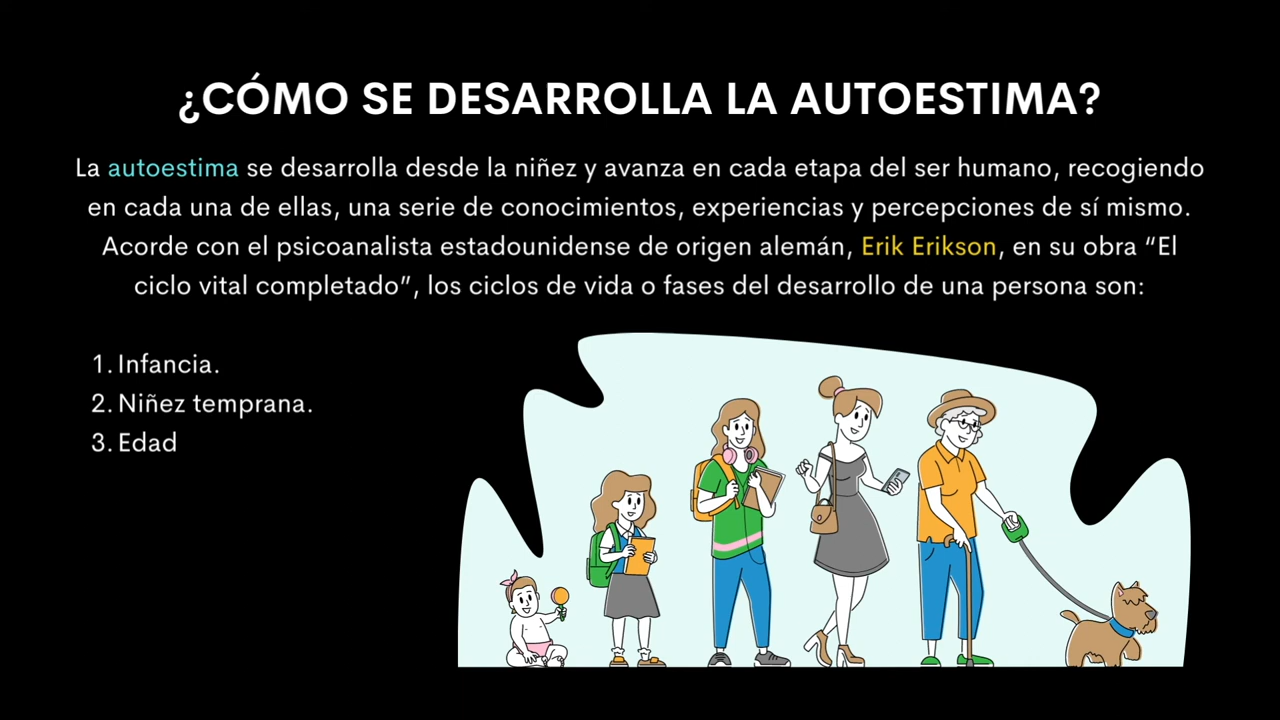 ¿CÓMO SE DESARROLLA LA AUTOESTIMA?
La autoestima se desarrolla desde la niñez y avanza en cada etapa del ser humano, recogiendo
en cada una de ellas, una serie de conocimientos, experiencias y percepciones de sí mismo.
Acorde con el psicoanalista estadounidense de origen alemán, Erik Erikson, en su obra “El
ciclo vital completado”, los ciclos de vida o fases del desarrollo de una persona son:
1. Infancia.
2. Niñez temprana.
3. Edad